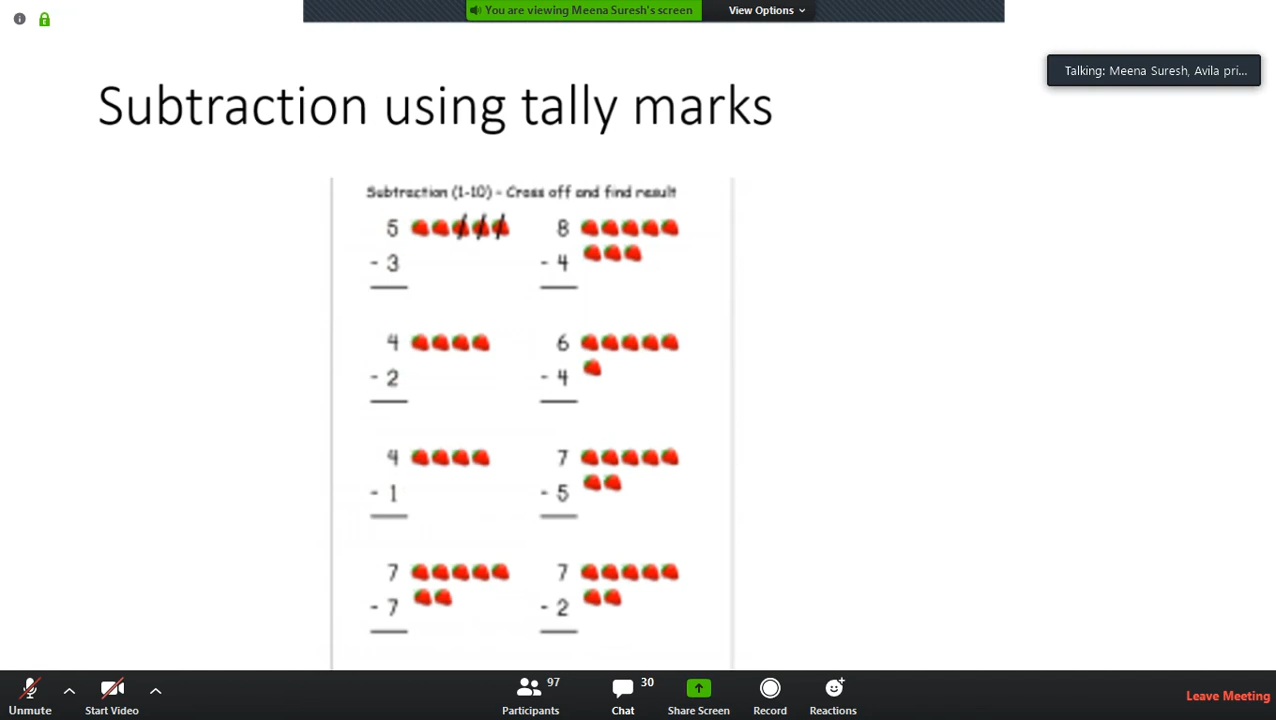 You are viewing Meena Suresh's screen
View Options
Talking: Meena Suresh, Avila pri...
Subtraction using tally marks
Subtraction (1-10) - Cross off and find result
5
- 3
8
- 4
4
- 2
6
- 4
4
- 1
7
- 5
7
- 7
7
- 2
Unmute
Start Video
97
Participants
30
Chat
Share Screen
Record
Reactions
Leave Meeting